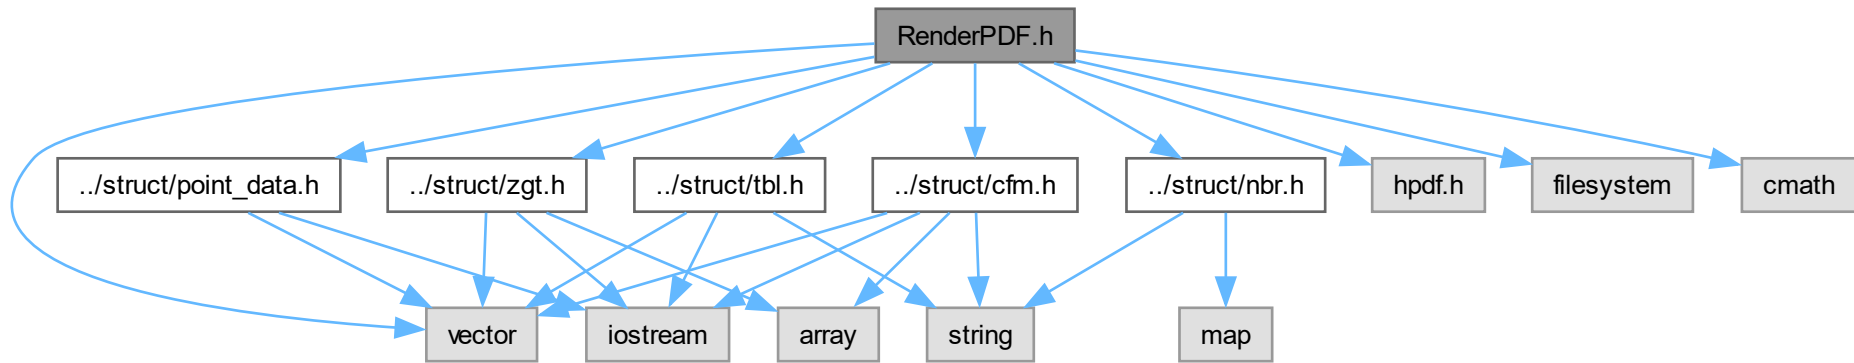 RenderPDF.h
../struct/point_data.h
../struct/zgt.h
../struct/tbl.h
../struct/cfm.h
../struct/nbr.h
hpdf.h
filesystem
cmath
vector
iostream
array
string
map